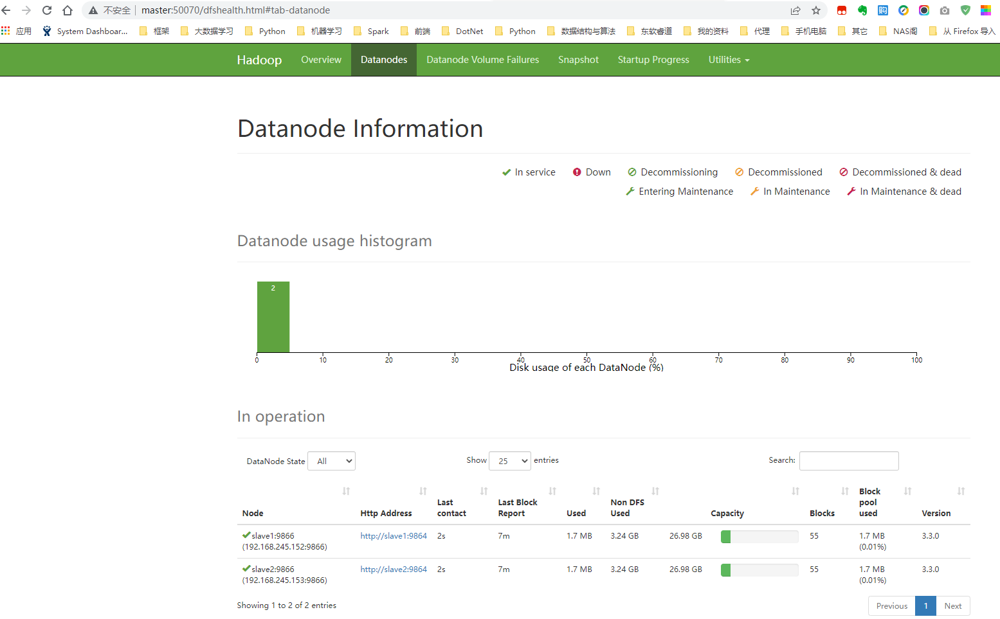 不安全 master:50070/dfshealth.html#tab-datanode
应用 System Dashboar... 框架 大数据学习 Python 机器学习 Spark 前端 DotNet Python 数据结构与算法 东软睿道 我的资料 代理 手机电脑 其它 NAS阁 从 Firefox 导入
Hadoop Overview Datanodes Datanode Volume Failures Snapshot Startup Progress Utilities
Datanode Information
In service Down Decommissioning Decommissioned Decommissioned & dead
Entering Maintenance In Maintenance In Maintenance & dead
Datanode usage histogram
2
0 10 20 30 40 50 60 70 80 90 100
Disk usage of each DataNode (%)
In operation
DataNode State All Show 25 entries Search:
Node Http Address Last contact Last Block Report Used Non DFS Used Capacity Blocks Block pool used Version
slave1:9866 http://slave1:9864 2s 7m 1.7 MB 3.24 GB 26.98 GB 55 1.7 MB 3.3.0
(192.168.245.152:9866) (0.01%)
slave2:9866 http://slave2:9864 2s 7m 1.7 MB 3.24 GB 26.98 GB 55 1.7 MB 3.3.0
(192.168.245.153:9866) (0.01%)
Showing 1 to 2 of 2 entries Previous 1 Next